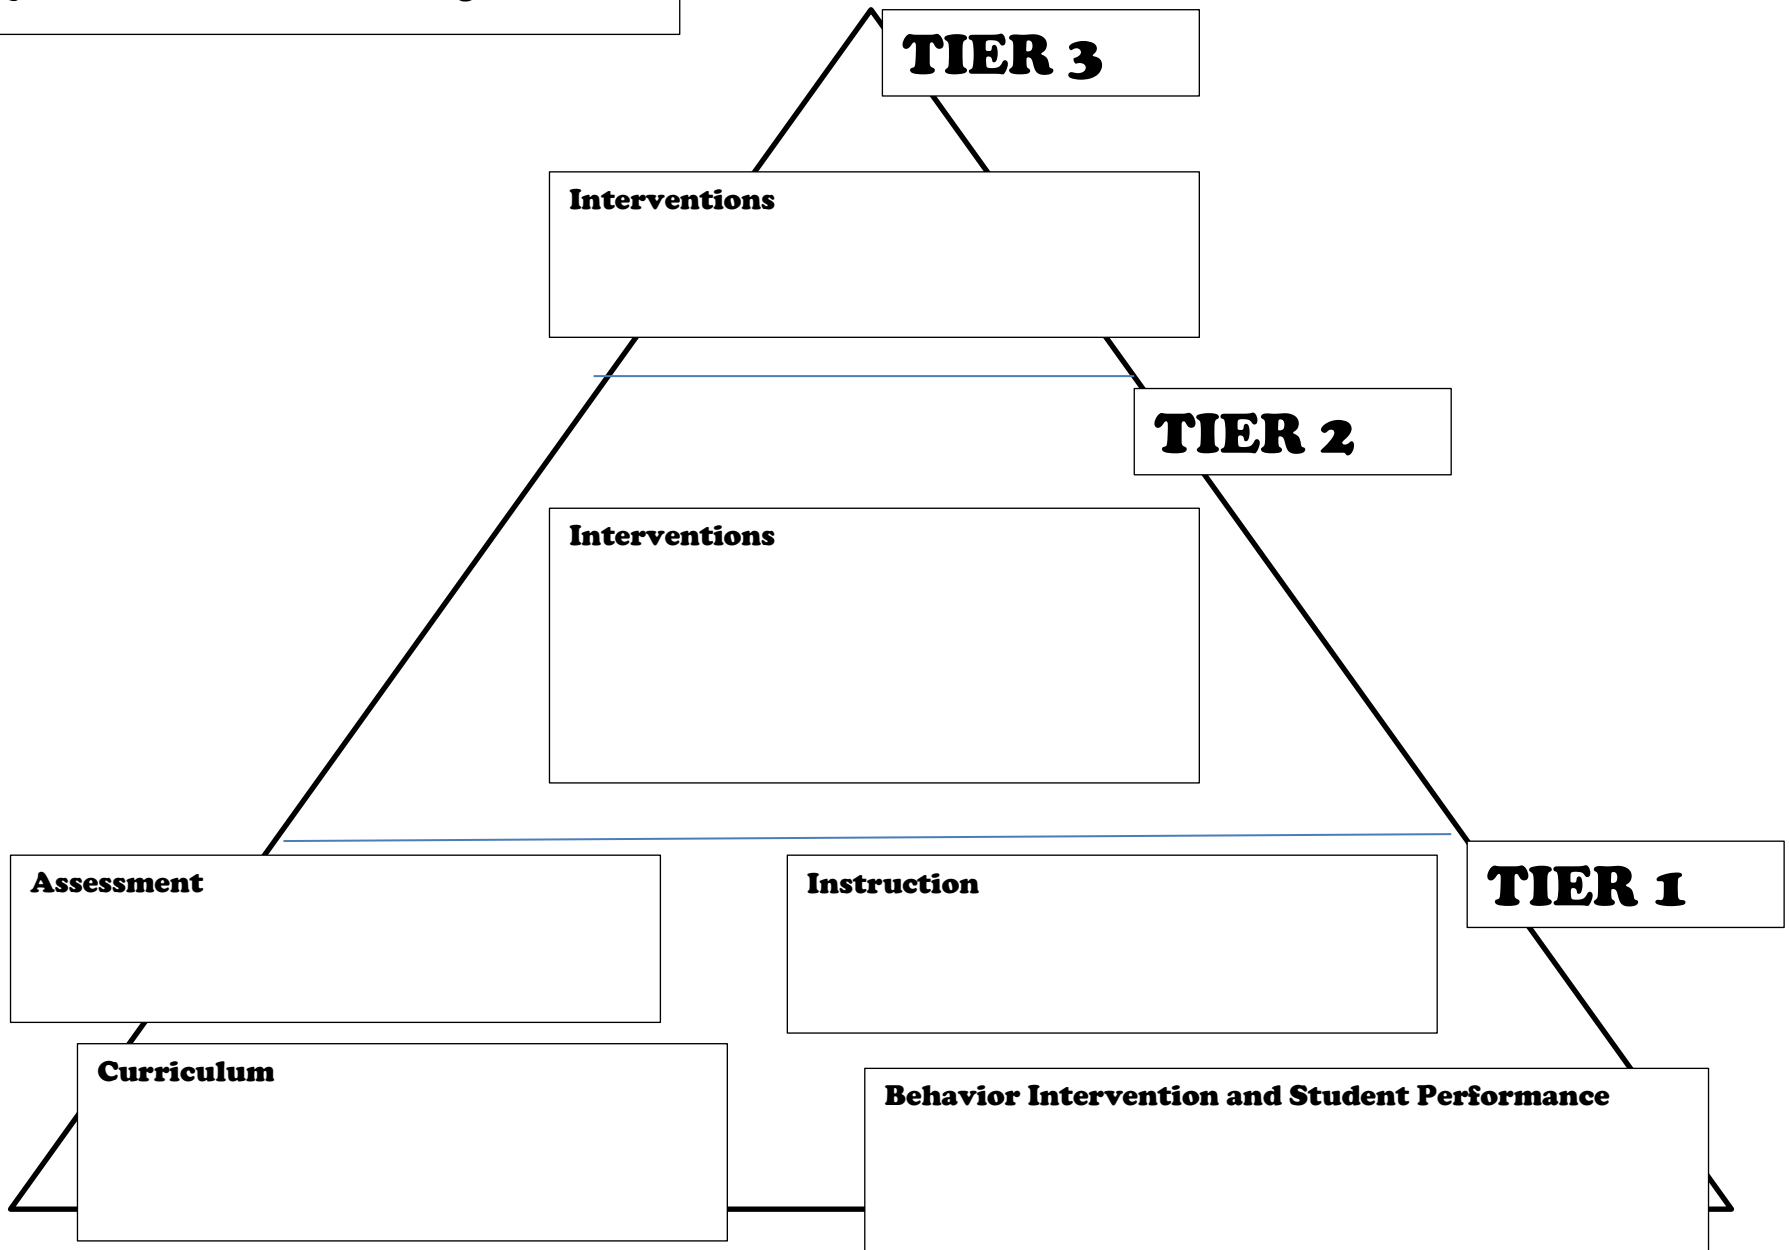 TIER 3
Interventions
TIER 2
Interventions
TIER 1
Assessment
Instruction
Curriculum
Behavior Intervention and Student Performance